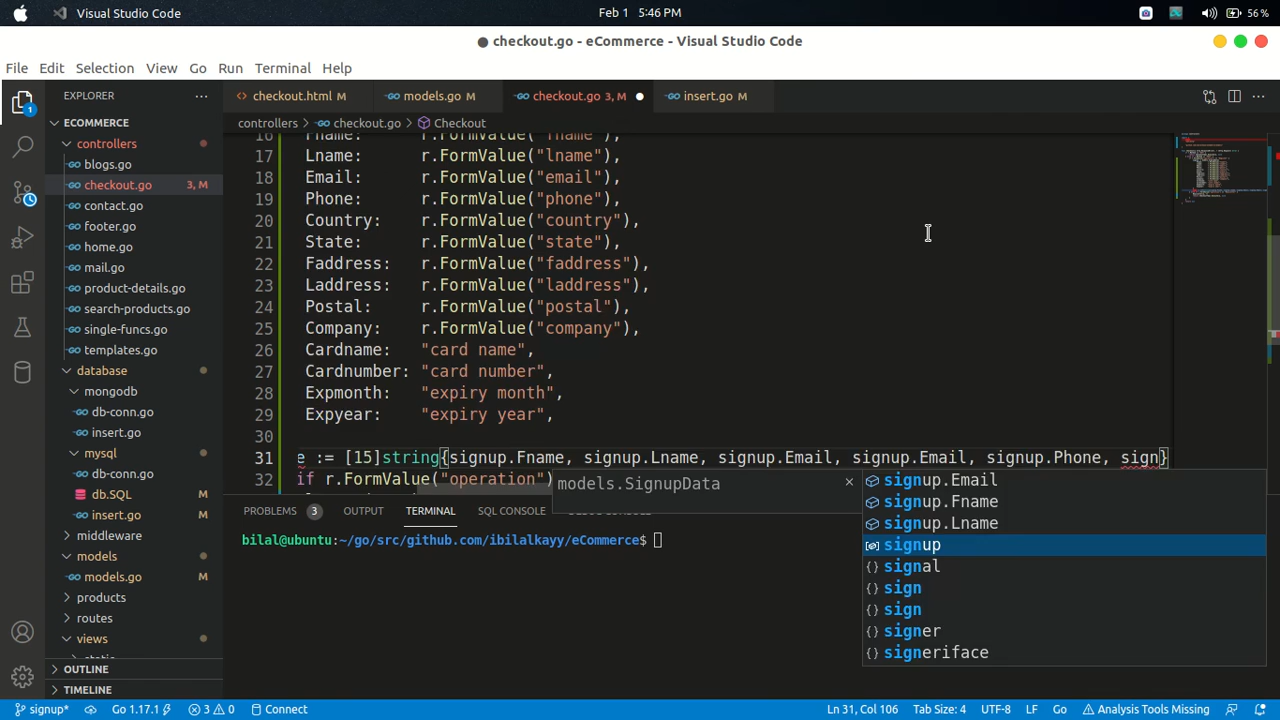 Visual Studio Code
Feb 1 5:46 PM
56 %
● checkout.go - eCommerce - Visual Studio Code
File Edit Selection View Go Run Terminal Help
EXPLORER
checkout.html M
models.go M
checkout.go 3, M
insert.go M
controllers > checkout.go > Checkout
ECOMMERCE
controllers
blogs.go
checkout.go 3, M
contact.go
footer.go
home.go
mail.go
product-details.go
search-products.go
single-funcs.go
templates.go
database
mongodb
db-conn.go
insert.go M
mysql
db-conn.go
db.SQL M
insert.go M
middleware
models
models.go M
products
routes
views
static
OUTLINE
TIMELINE
16 Fname: r.FormValue("fname"),
17 Lname: r.FormValue("lname"),
18 Email: r.FormValue("email"),
19 Phone: r.FormValue("phone"),
20 Country: r.FormValue("country"),
21 State: r.FormValue("state"),
22 Faddress: r.FormValue("faddress"),
23 Laddress: r.FormValue("laddress"),
24 Postal: r.FormValue("postal"),
25 Company: r.FormValue("company"),
26 Cardname: "card name",
27 Cardnumber: "card number",
28 Expmonth: "expiry month",
29 Expyear: "expiry year",
30
31 e := [15]string{signup.Fname, signup.Lname, signup.Email, signup.Email, signup.Phone, sign}
32 if r.FormValue("operation")
models.SignupData
signup.Email
signup.Fname
signup.Lname
signup
signal
sign
sign
signer
signeriface
PROBLEMS 3 OUTPUT TERMINAL SQL CONSOLE
bilal@ubuntu:~/go/src/github.com/ibilalkayy/eCommerce$
1
signup* Go 1.17.1 3 0 Connect
Ln 31, Col 106 Tab Size: 4 UTF-8 LF Go Analysis Tools Missing